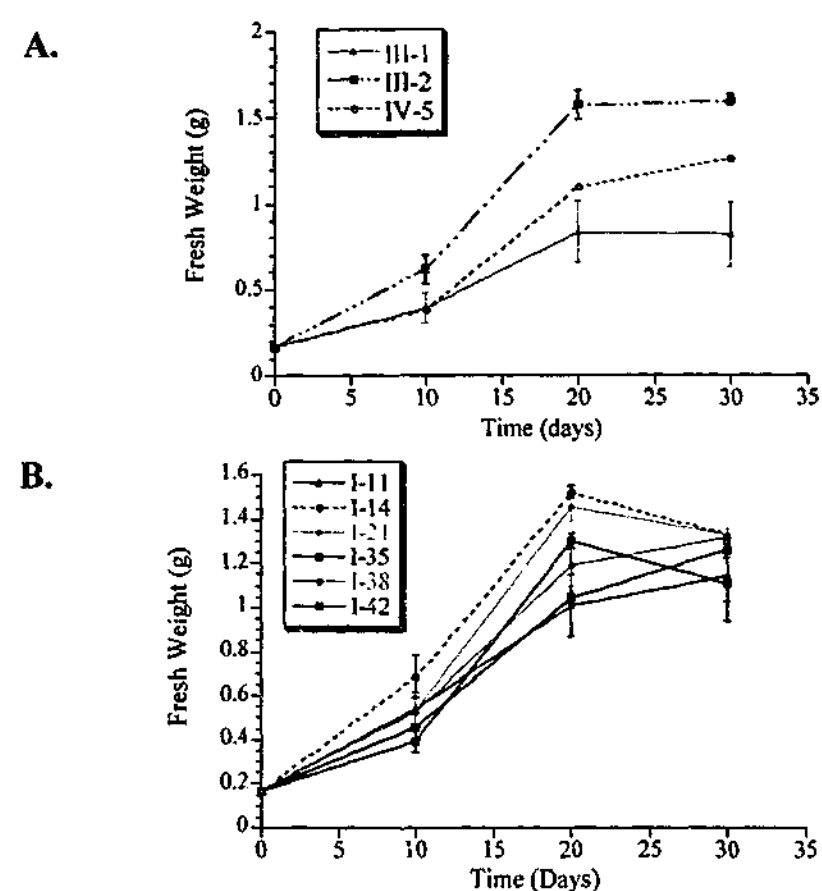 A.
III-1
III-2
IV-5
2
1.5
1
0.5
0
Fresh Weight (g)
0 5 10 15 20 25 30 35
Time (days)
B.
I-11
I-14
I-21
I-35
I-38
I-42
1.6
1.4
1.2
1
0.8
0.6
0.4
0.2
0
Fresh Weight (g)
0 5 10 15 20 25 30 35
Time (Days)